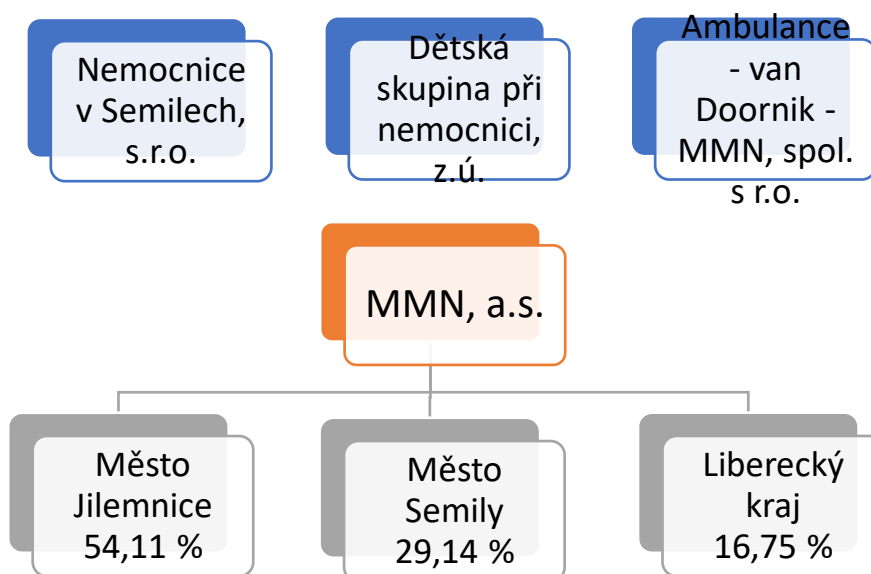 Nemocnice
v Semilech,
s.r.o.
Dětská
skupina při
nemocnici,
z.ú.
Ambulance
- van
Doornik -
MMN, spol.
s r.o.
MMN, a.s.
Město
Jilemnice
54,11 %
Město
Semily
29,14 %
Liberecký
kraj
16,75 %